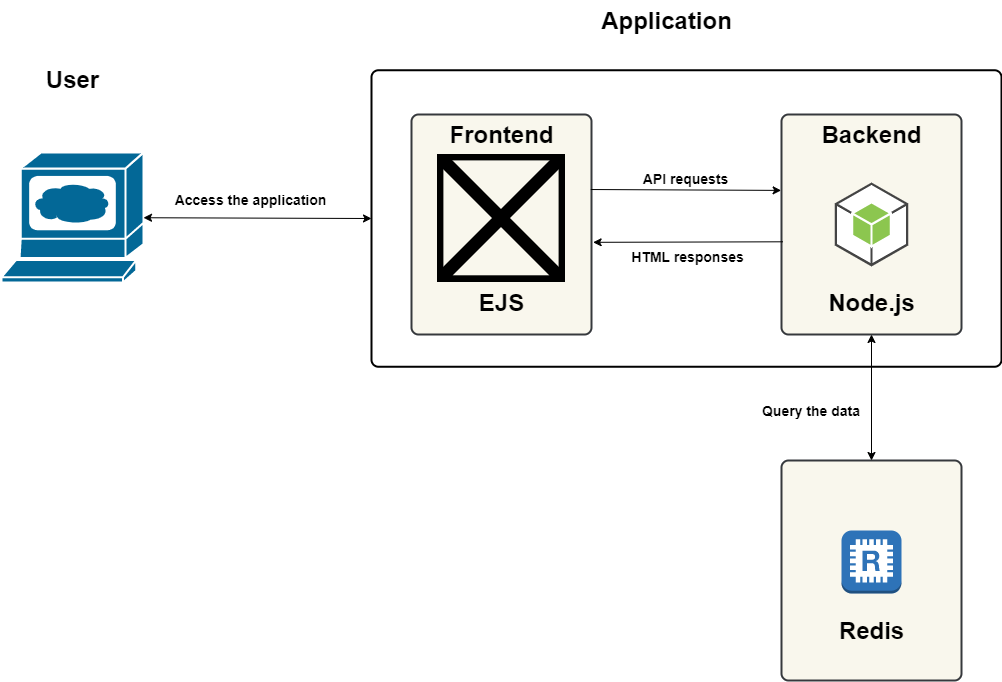 Application
User
Frontend
Backend
API requests
Access the application
HTML responses
EJS
Node.js
Query the data
R
Redis